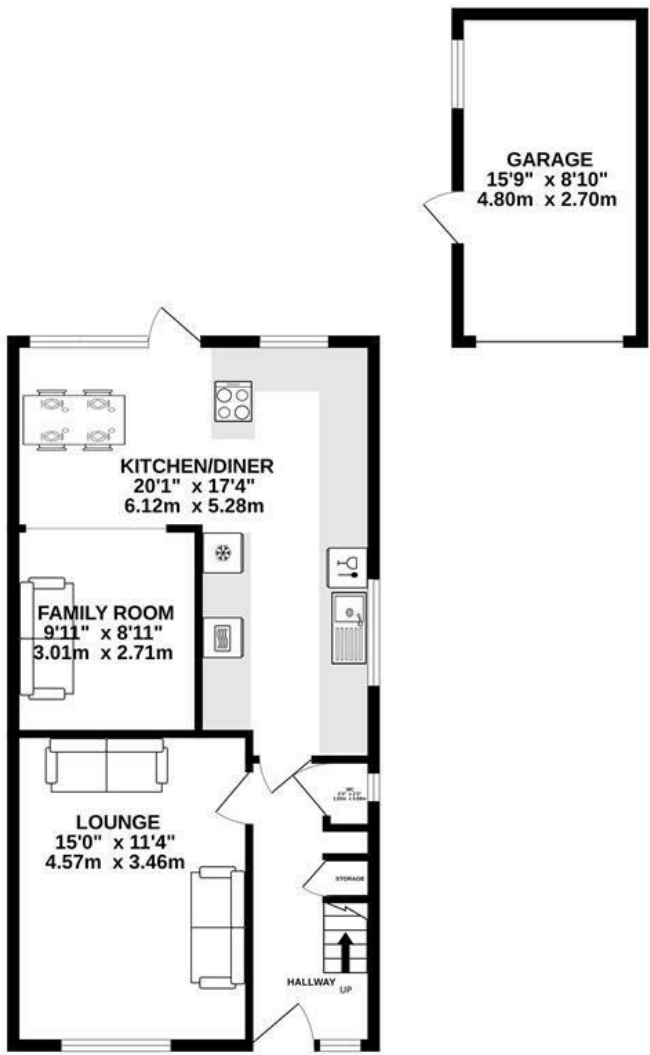 GARAGE
15'9" x 8'10"
4.80m x 2.70m
KITCHEN/DINER
20'1" x 17'4"
6.12m x 5.28m
FAMILY ROOM
9'11" x 8'11"
3.01m x 2.71m
LOUNGE
15'0" x 11'4"
4.57m x 3.46m
WC
STORAGE
HALLWAY
UP